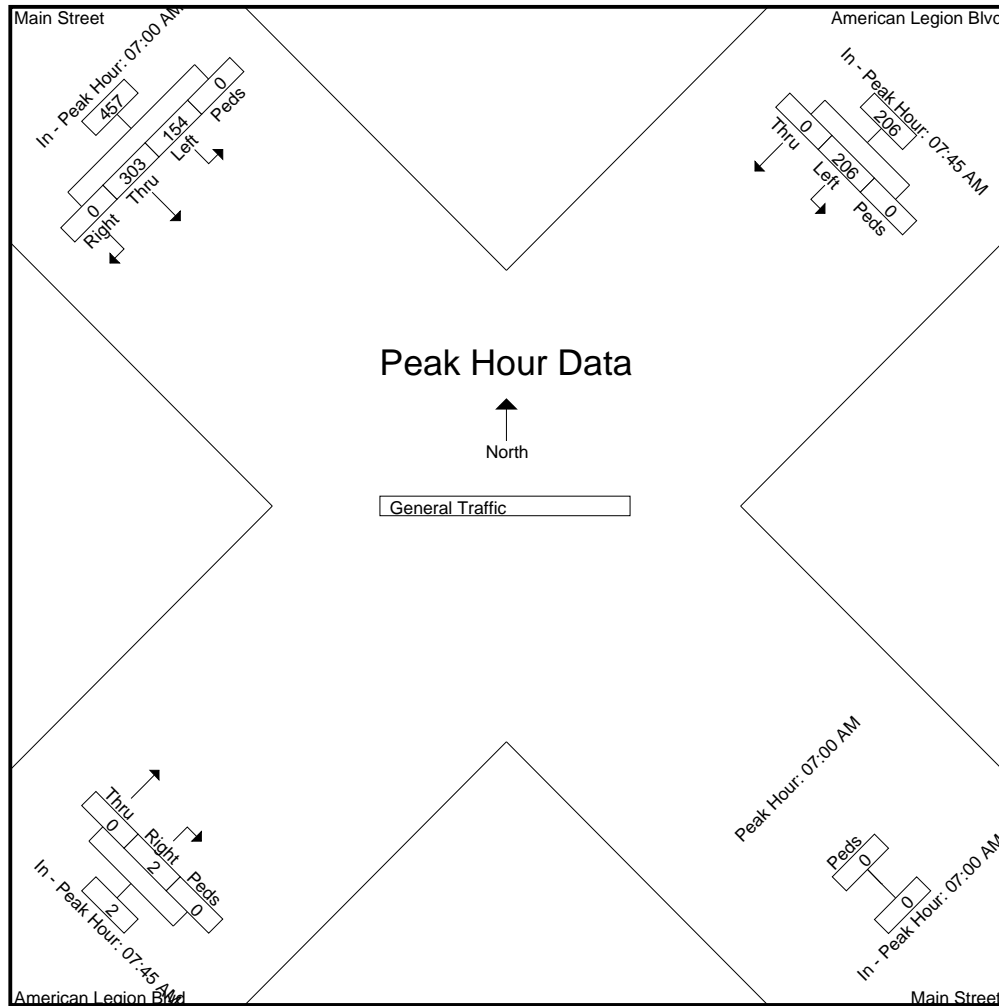 Main Street
American Legion Blvd
In - Peak Hour: 07:00 AM
457
0
303
154
0
Right
Thru
Left
Peds
In - Peak Hour: 07:45 AM
206
0
206
0
Thru
Left
Peds
Peak Hour Data
North
General Traffic
Thru
Right
Peds
0
2
0
2
In - Peak Hour: 07:45 AM
American Legion Blvd
Peak Hour: 07:00 AM
Peds
0
0
In - Peak Hour: 07:00 AM
Main Street